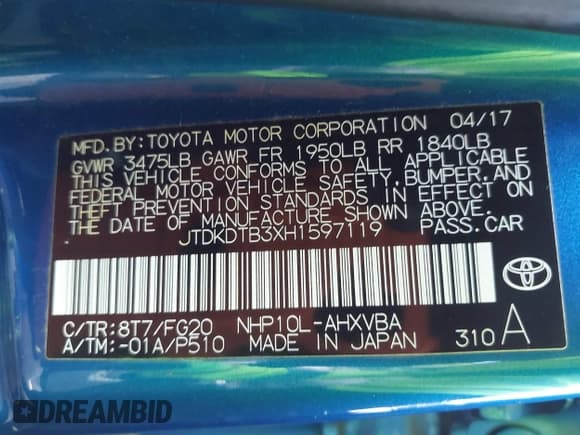 MFD. BY: TOYOTA MOTOR CORPORATION 04/17
GVWR 3475LB GAWR FR 1950LB RR 1840LB
THIS VEHICLE CONFORMS TO ALL APPLICABLE
FEDERAL MOTOR VEHICLE SAFETY, BUMPER, AND
THEFT PREVENTION STANDARDS IN EFFECT ON
THE DATE OF MANUFACTURE SHOWN ABOVE.
JTDKDTB3XH1597119 PASS.CAR
C/TR:8T7/FG20 NHP10L-AHXVBA
A/TM:-01A/P510 MADE IN JAPAN 310 A
DREAMBID